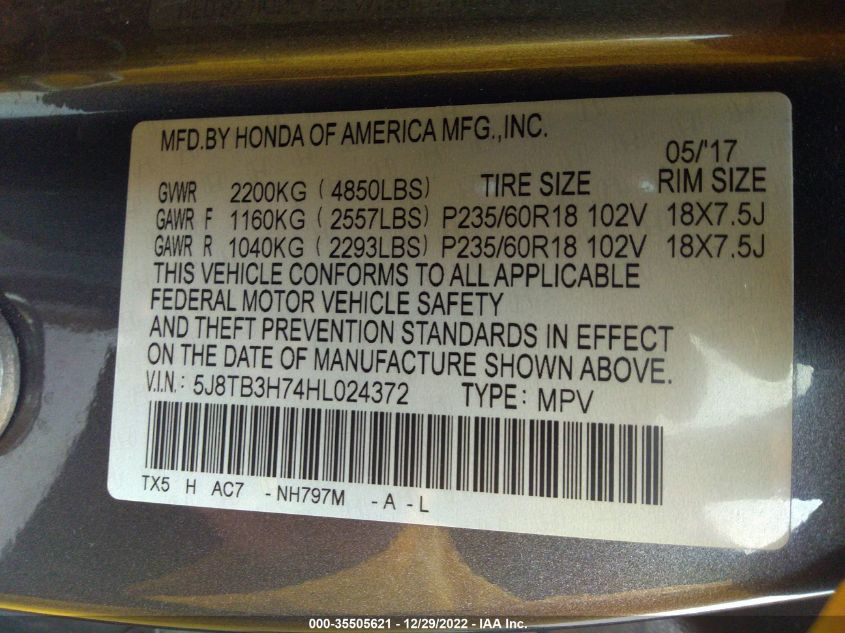 MFD.BY HONDA OF AMERICA MFG.,INC.
05/'17
GVWR 2200KG ( 4850LBS) TIRE SIZE RIM SIZE
GAWR F 1160KG ( 2557LBS) P235/60R18 102V 18X7.5J
GAWR R 1040KG ( 2293LBS) P235/60R18 102V 18X7.5J
THIS VEHICLE CONFORMS TO ALL APPLICABLE
FEDERAL MOTOR VEHICLE SAFETY
AND THEFT PREVENTION STANDARDS IN EFFECT
ON THE DATE OF MANUFACTURE SHOWN ABOVE.
V.I.N.: 5J8TB3H74HL024372 TYPE: MPV
TX5 H AC7 -NH797M -A -L
000-35505621 - 12/29/2022 - IAA Inc.